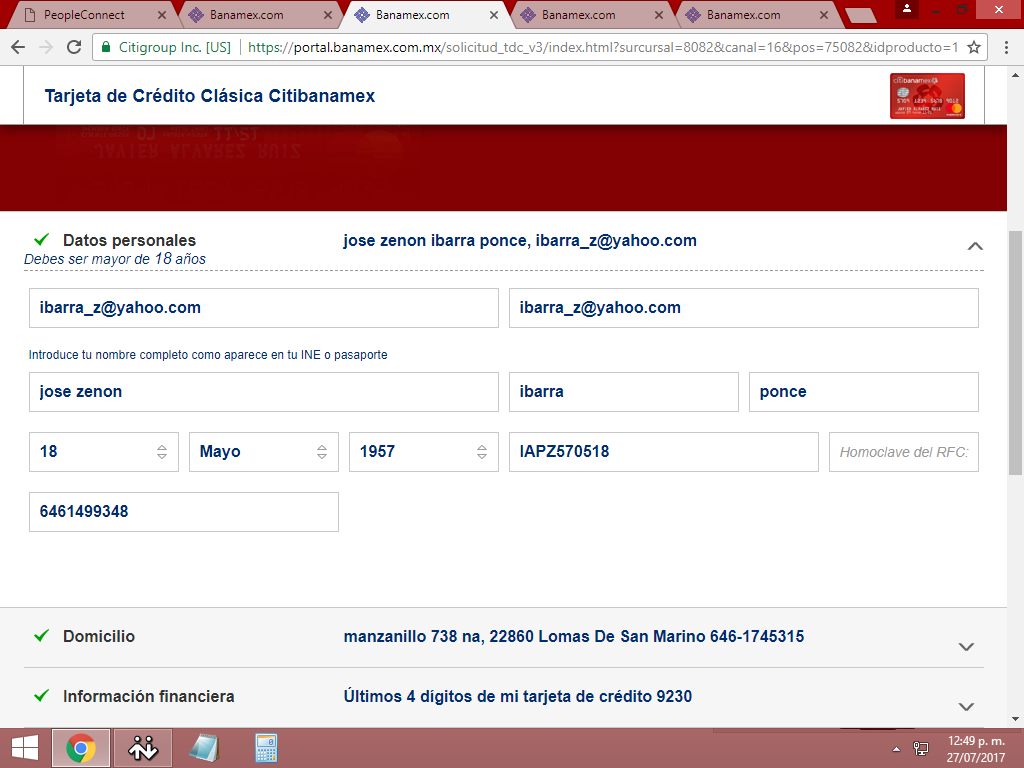 PeopleConnect
Banamex.com
Banamex.com
Banamex.com
Banamex.com
Citigroup Inc. [US]
https://portal.banamex.com.mx/solicitud_tdc_v3/index.html?surcursal=8082&canal=16&pos=75082&idproducto=1
Tarjeta de Crédito Clásica Citibanamex
citibanamex
JAVIER ALVAREZ RUIZ
Datos personales
jose zenon ibarra ponce, ibarra_z@yahoo.com
Debes ser mayor de 18 años
ibarra_z@yahoo.com
ibarra_z@yahoo.com
Introduce tu nombre completo como aparece en tu INE o pasaporte
jose zenon
ibarra
ponce
18
Mayo
1957
IAPZ570518
Homoclave del RFC:
6461499348
Domicilio
manzanillo 738 na, 22860 Lomas De San Marino 646-1745315
Información financiera
Últimos 4 dígitos de mi tarjeta de crédito 9230
12:49 p. m.
27/07/2017